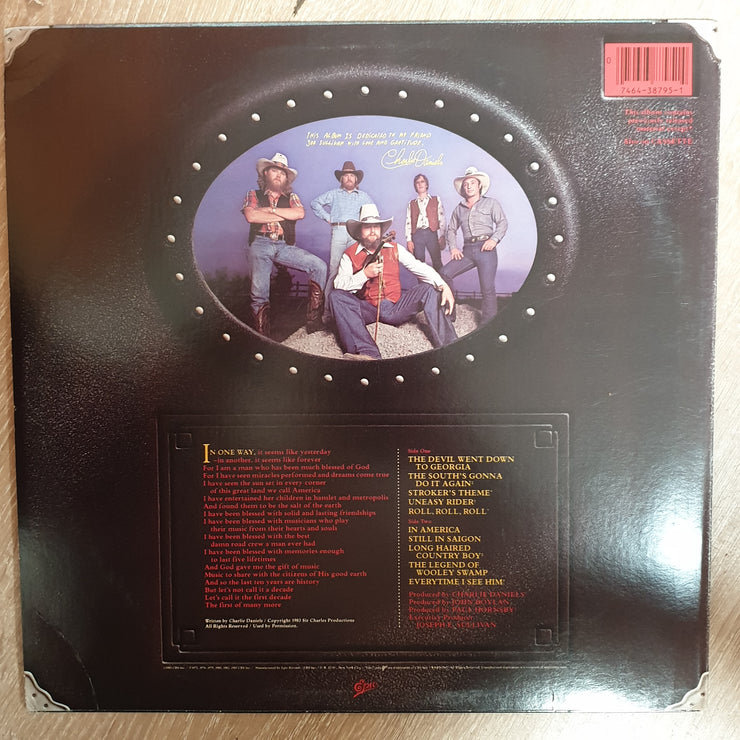 0
7464-38795-1
THIS ALBUM IS DEDICATED TO MY FRIEND
JOE SULLIVAN WITH LOVE AND GRATITUDE.
Charlie Daniels
IN ONE WAY, it seems like yesterday
–in another, it seems like forever
For I am a man who has been much blessed of God
For I have seen miracles performed and dreams come true
I have seen the sun set in every corner
of this great land we call America
I have entertained her children in hamlet and metropolis
And found them to be the salt of the earth
I have been blessed with solid and lasting friendships
I have been blessed with musicians who play
their music from their hearts and souls
I have been blessed with the best
damn road crew a man ever had
I have been blessed with memories enough
to last five lifetimes
And God gave me the gift of music
Music to share with the citizens of His good earth
And so the last ten years are history
But let's not call it a decade
Let's call it the first decade
The first of many more
Written by Charlie Daniels / Copyright 1983 Sir Charles Productions
All Rights Reserved / Used by Permission.
Side One
THE DEVIL WENT DOWN
TO GEORGIA
THE SOUTH'S GONNA
DO IT AGAIN
STROKER'S THEME
UNEASY RIDER
ROLL, ROLL, ROLL
Side Two
IN AMERICA
STILL IN SAIGON
LONG HAIRED
COUNTRY BOY
THE LEGEND OF
WOOLEY SWAMP
EVERYTIME I SEE HIM
Produced by CHARLIE DANIELS
Produced by JOHN BOYLAN
Produced by PAUL HORNSBY
Executive Producer
JOSEPH E. SULLIVAN
Epic